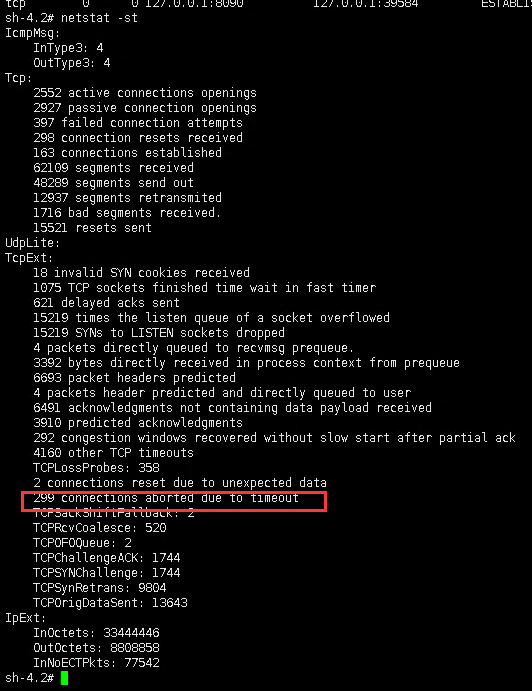 tcp 0 0 127.0.0.1:8090 127.0.0.1:39584 ESTABLIS
sh-4.2# netstat -st
IcmpMsg:
InType3: 4
OutType3: 4
Tcp:
2552 active connections openings
2927 passive connection openings
397 failed connection attempts
298 connection resets received
163 connections established
62109 segments received
48289 segments send out
12937 segments retransmited
1716 bad segments received.
15521 resets sent
UdpLite:
TcpExt:
18 invalid SYN cookies received
1075 TCP sockets finished time wait in fast timer
621 delayed acks sent
15219 times the listen queue of a socket overflowed
15219 SYNs to LISTEN sockets dropped
4 packets directly queued to recvmsg prequeue.
3392 bytes directly received in process context from prequeue
6693 packet headers predicted
4 packets header predicted and directly queued to user
6491 acknowledgments not containing data payload received
3910 predicted acknowledgments
292 congestion windows recovered without slow start after partial ack
4160 other TCP timeouts
TCPLossProbes: 358
2 connections reset due to unexpected data
299 connections aborted due to timeout
TCPSackShiftFallback: 2
TCPRcvCoalesce: 520
TCPOFOQueue: 2
TCPChallengeACK: 1744
TCPSYNChallenge: 1744
TCPSynRetrans: 9804
TCPOrigDataSent: 13643
IpExt:
InOctets: 33444446
OutOctets: 8808858
InNoECTPkts: 77542
sh-4.2#